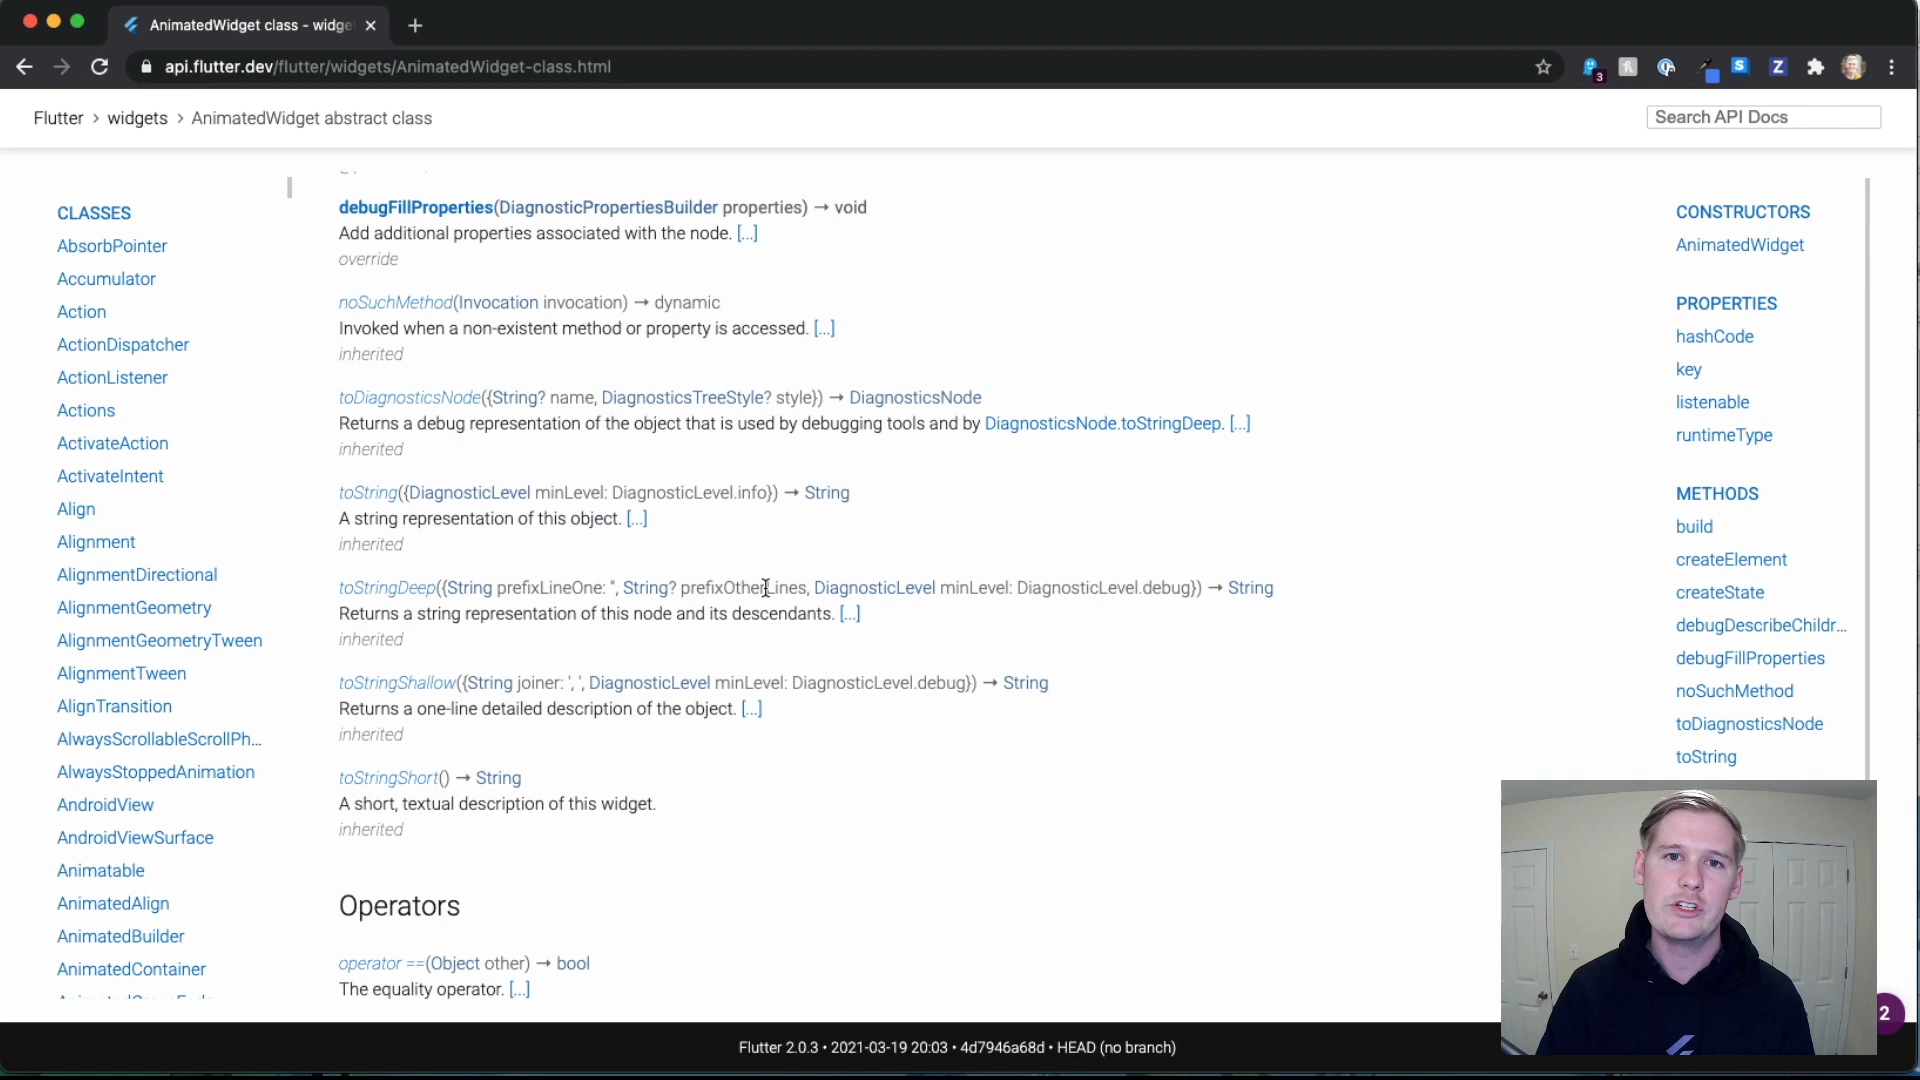 AnimatedWidget class - widge
api.flutter.dev/flutter/widgets/AnimatedWidget-class.html
3
Flutter > widgets > AnimatedWidget abstract class
Search API Docs
CLASSES
AbsorbPointer
Accumulator
Action
ActionDispatcher
ActionListener
Actions
ActivateAction
ActivateIntent
Align
Alignment
AlignmentDirectional
AlignmentGeometry
AlignmentGeometryTween
AlignmentTween
AlignTransition
AlwaysScrollableScrollPh...
AlwaysStoppedAnimation
AndroidView
AndroidViewSurface
Animatable
AnimatedAlign
AnimatedBuilder
AnimatedContainer
debugFillProperties(DiagnosticPropertiesBuilder properties) → void
Add additional properties associated with the node. [...]
override
noSuchMethod(Invocation invocation) → dynamic
Invoked when a non-existent method or property is accessed. [...]
inherited
toDiagnosticsNode({String? name, DiagnosticsTreeStyle? style}) → DiagnosticsNode
Returns a debug representation of the object that is used by debugging tools and by DiagnosticsNode.toStringDeep. [...]
inherited
toString({DiagnosticLevel minLevel: DiagnosticLevel.info}) → String
A string representation of this object. [...]
inherited
toStringDeep({String prefixLineOne: '', String? prefixOtherLines, DiagnosticLevel minLevel: DiagnosticLevel.debug}) → String
Returns a string representation of this node and its descendants. [...]
inherited
toStringShallow({String joiner: ', ', DiagnosticLevel minLevel: DiagnosticLevel.debug}) → String
Returns a one-line detailed description of the object. [...]
inherited
toStringShort() → String
A short, textual description of this widget.
inherited
Operators
operator ==(Object other) → bool
The equality operator. [...]
CONSTRUCTORS
AnimatedWidget
PROPERTIES
hashCode
key
listenable
runtimeType
METHODS
build
createElement
createState
debugDescribeChildr...
debugFillProperties
noSuchMethod
toDiagnosticsNode
toString
2
Flutter 2.0.3 • 2021-03-19 20:03 • 4d7946a68d • HEAD (no branch)